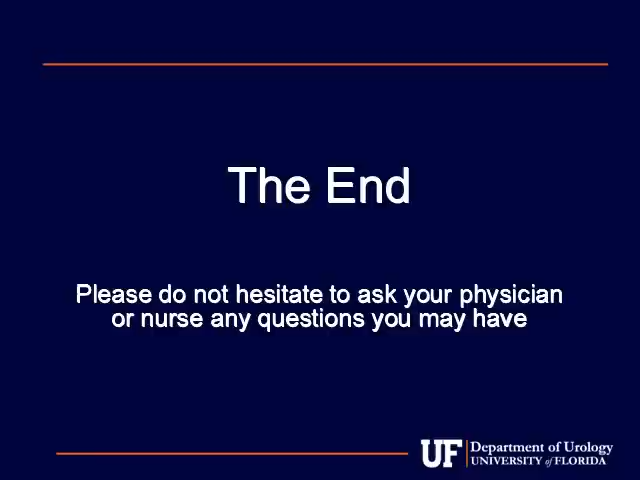 The End
Please do not hesitate to ask your physician
or nurse any questions you may have
UF Department of Urology
UNIVERSITY of FLORIDA